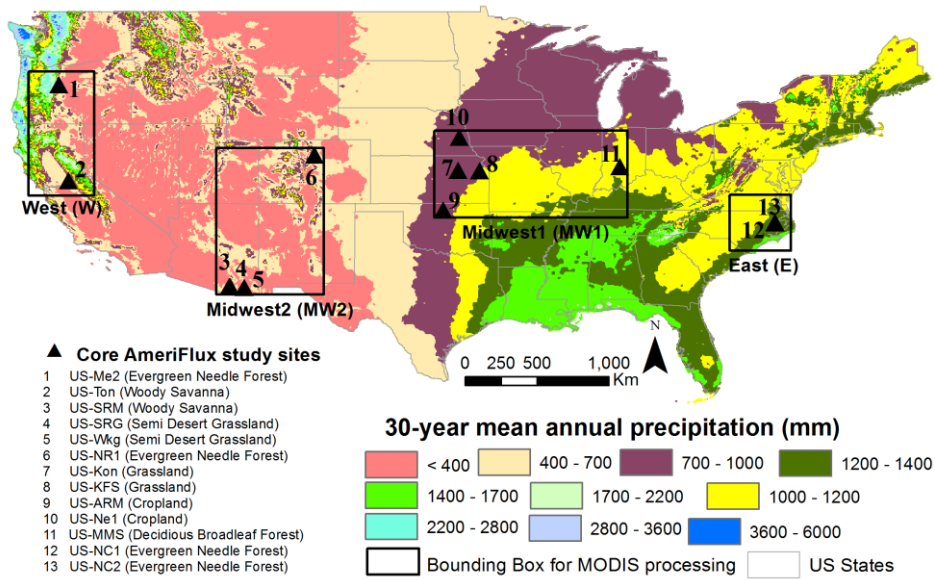 1
2
West (W)
6
3
4
5
Midwest2 (MW2)
10
7
8
11
9
Midwest1 (MW1)
13
12
East (E)
N
0 250 500 1,000
Km
Core AmeriFlux study sites
1 US-Me2 (Evergreen Needle Forest)
2 US-Ton (Woody Savanna)
3 US-SRM (Woody Savanna)
4 US-SRG (Semi Desert Grassland)
5 US-Wkg (Semi Desert Grassland)
6 US-NR1 (Evergreen Needle Forest)
7 US-Kon (Grassland)
8 US-KFS (Grassland)
9 US-ARM (Cropland)
10 US-Ne1 (Cropland)
11 US-MMS (Decidious Broadleaf Forest)
12 US-NC1 (Evergreen Needle Forest)
13 US-NC2 (Evergreen Needle Forest)
30-year mean annual precipitation (mm)
< 400 400 - 700 700 - 1000 1200 - 1400
1400 - 1700 1700 - 2200 1000 - 1200
2200 - 2800 2800 - 3600 3600 - 6000
Bounding Box for MODIS processing US States